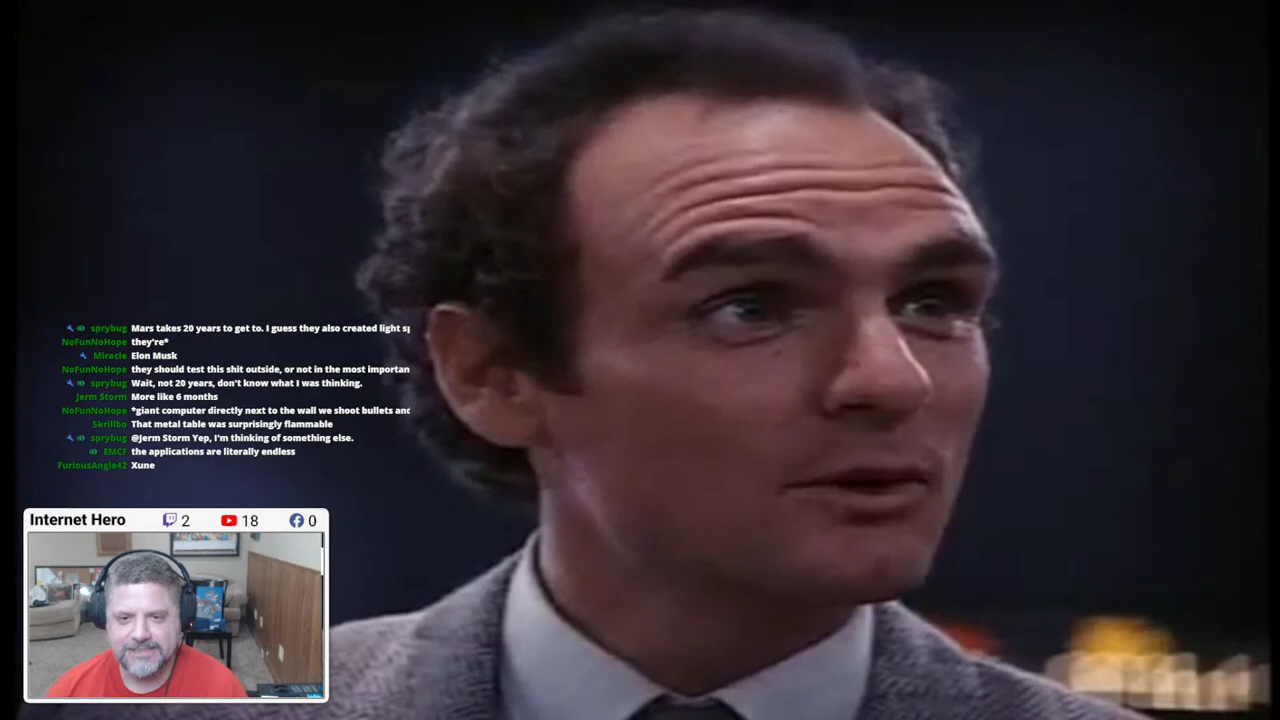 sprybug Mars takes 20 years to get to. I guess they also created light sp
NoFunNoHope they're*
Miracle Elon Musk
NoFunNoHope they should test this shit outside, or not in the most importan
sprybug Wait, not 20 years, don't know what I was thinking.
Jerm Storm More like 6 months
NoFunNoHope *giant computer directly next to the wall we shoot bullets and
Skrillbo That metal table was surprisingly flammable
sprybug @Jerm Storm Yep, I'm thinking of something else.
EMCF the applications are literally endless
FuriousAngle42 Xune
Internet Hero 2 18 0